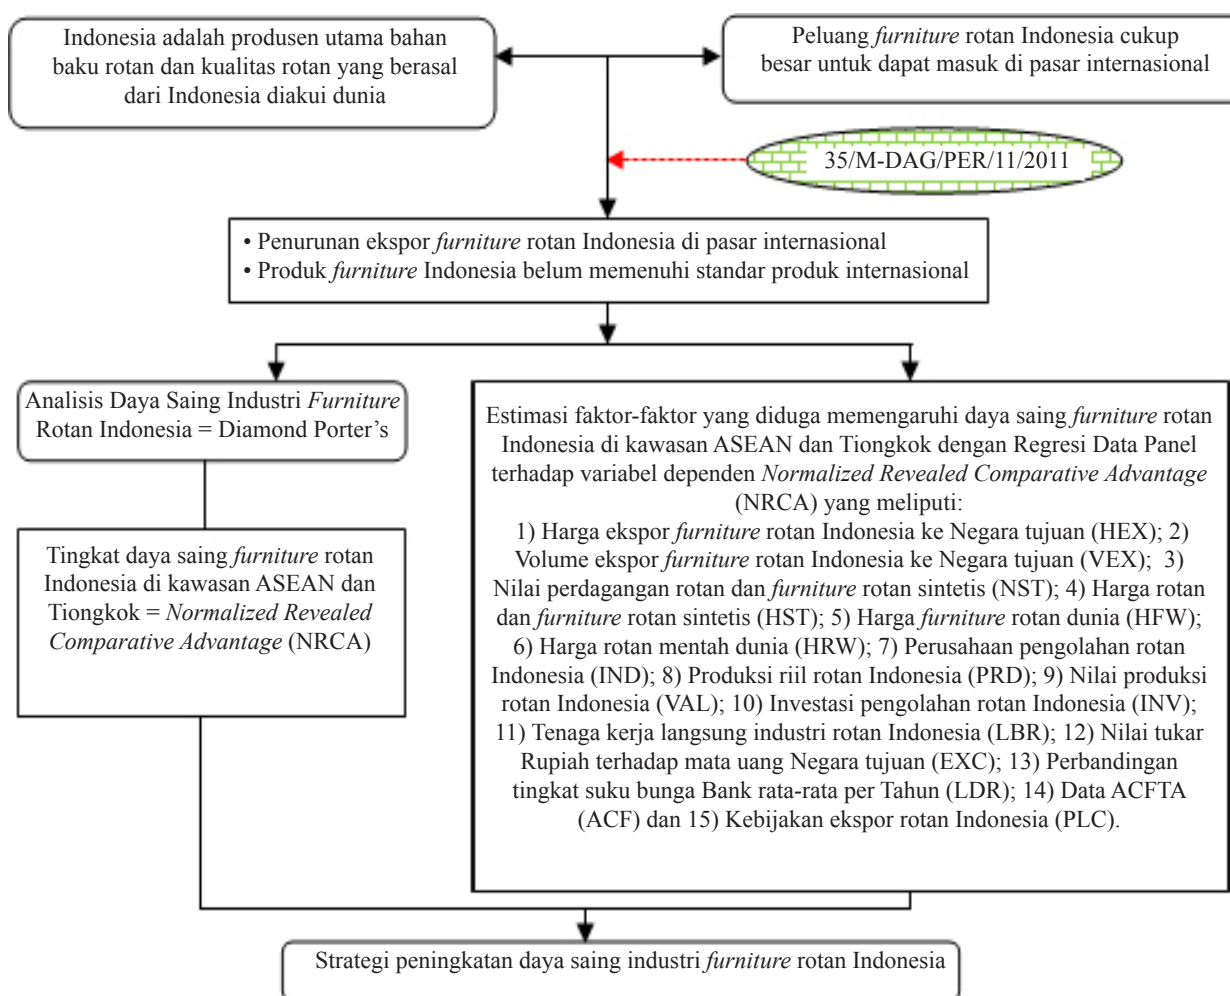 Indonesia adalah produsen utama bahan
baku rotan dan kualitas rotan yang berasal
dari Indonesia diakui dunia
Peluang furniture rotan Indonesia cukup
besar untuk dapat masuk di pasar internasional
35/M-DAG/PER/11/2011
• Penurunan ekspor furniture rotan Indonesia di pasar internasional
• Produk furniture Indonesia belum memenuhi standar produk internasional
Analisis Daya Saing Industri Furniture
Rotan Indonesia = Diamond Porter's
Tingkat daya saing furniture rotan
Indonesia di kawasan ASEAN dan
Tiongkok = Normalized Revealed
Comparative Advantage (NRCA)
Estimasi faktor-faktor yang diduga memengaruhi daya saing furniture rotan
Indonesia di kawasan ASEAN dan Tiongkok dengan Regresi Data Panel
terhadap variabel dependen Normalized Revealed Comparative Advantage
(NRCA) yang meliputi:
1) Harga ekspor furniture rotan Indonesia ke Negara tujuan (HEX); 2)
Volume ekspor furniture rotan Indonesia ke Negara tujuan (VEX); 3)
Nilai perdagangan rotan dan furniture rotan sintetis (NST); 4) Harga rotan
dan furniture rotan sintetis (HST); 5) Harga furniture rotan dunia (HFW);
6) Harga rotan mentah dunia (HRW); 7) Perusahaan pengolahan rotan
Indonesia (IND); 8) Produksi riil rotan Indonesia (PRD); 9) Nilai produksi
rotan Indonesia (VAL); 10) Investasi pengolahan rotan Indonesia (INV);
11) Tenaga kerja langsung industri rotan Indonesia (LBR); 12) Nilai tukar
Rupiah terhadap mata uang Negara tujuan (EXC); 13) Perbandingan
tingkat suku bunga Bank rata-rata per Tahun (LDR); 14) Data ACFTA
(ACF) dan 15) Kebijakan ekspor rotan Indonesia (PLC).
Strategi peningkatan daya saing industri furniture rotan Indonesia